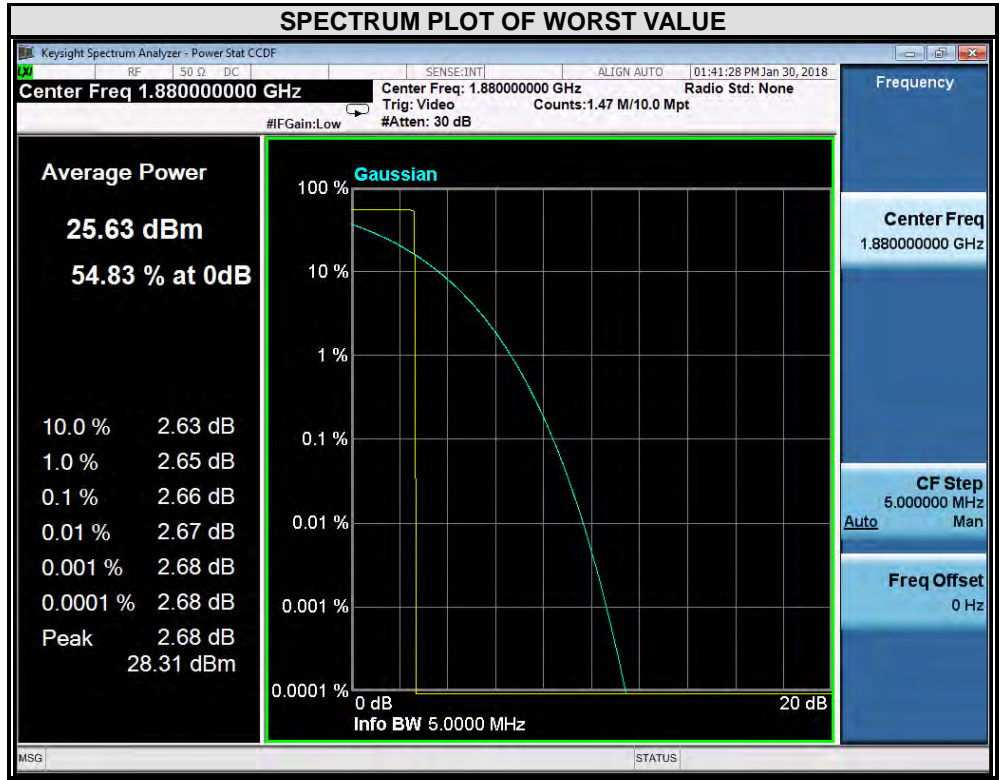 SPECTRUM PLOT OF WORST VALUE
Keysight Spectrum Analyzer - Power Stat CCDF
LXI RF 50 Ω DC SENSE:INT ALIGN AUTO 01:41:28 PM Jan 30, 2018
Center Freq 1.880000000 GHz
Center Freq: 1.880000000 GHz Radio Std: None
Trig: Video Counts:1.47 M/10.0 Mpt
#IFGain:Low #Atten: 30 dB
Frequency
Average Power
25.63 dBm
54.83 % at 0dB
10.0 % 2.63 dB
1.0 % 2.65 dB
0.1 % 2.66 dB
0.01 % 2.67 dB
0.001 % 2.68 dB
0.0001 % 2.68 dB
Peak 2.68 dB
28.31 dBm
Gaussian
100 %
10 %
1 %
0.1 %
0.01 %
0.001 %
0.0001 %
0 dB 20 dB
Info BW 5.0000 MHz
Center Freq
1.880000000 GHz
CF Step
5.000000 MHz
Auto Man
Freq Offset
0 Hz
MSG STATUS